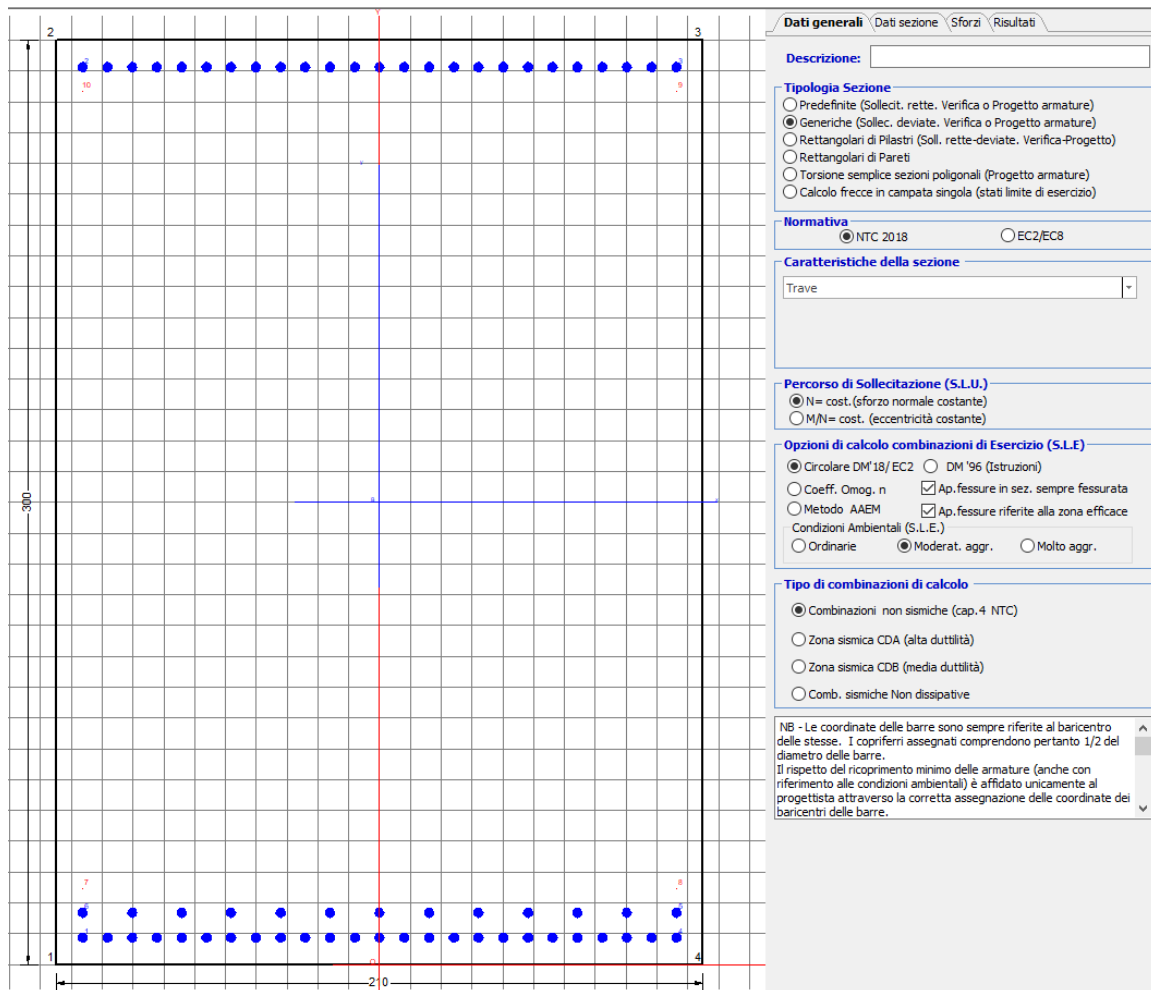 2
3
10
9
300
7
8
1
4
210
Dati generali
Dati sezione
Sforzi
Risultati
Descrizione:
Tipologia Sezione
Predefinite (Sollecit. rette. Verifica o Progetto armature)
Generiche (Sollec. deviate. Verifica o Progetto armature)
Rettangolari di Pilastri (Soll. rette-deviate. Verifica-Progetto)
Rettangolari di Pareti
Torsione semplice sezioni poligonali (Progetto armature)
Calcolo frecce in campata singola (stati limite di esercizio)
Normativa
NTC 2018 EC2/EC8
Caratteristiche della sezione
Trave
Percorso di Sollecitazione (S.L.U.)
N= cost.(sforzo normale costante)
M/N= cost. (eccentricità costante)
Opzioni di calcolo combinazioni di Esercizio (S.L.E)
Circolare DM'18/ EC2 DM '96 (Istruzioni)
Coeff. Omog. n Ap.fessure in sez. sempre fessurata
Metodo AAEM Ap.fessure riferite alla zona efficace
Condizioni Ambientali (S.L.E.)
Ordinarie Moderat. aggr. Molto aggr.
Tipo di combinazioni di calcolo
Combinazioni non sismiche (cap.4 NTC)
Zona sismica CDA (alta duttilità)
Zona sismica CDB (media duttilità)
Comb. sismiche Non dissipative
NB - Le coordinate delle barre sono sempre riferite al baricentro
delle stesse. I copriferri assegnati comprendono pertanto 1/2 del
diametro delle barre.
Il rispetto del ricoprimento minimo delle armature (anche con
riferimento alle condizioni ambientali) è affidato unicamente al
progettista attraverso la corretta assegnazione delle coordinate dei
baricentri delle barre.